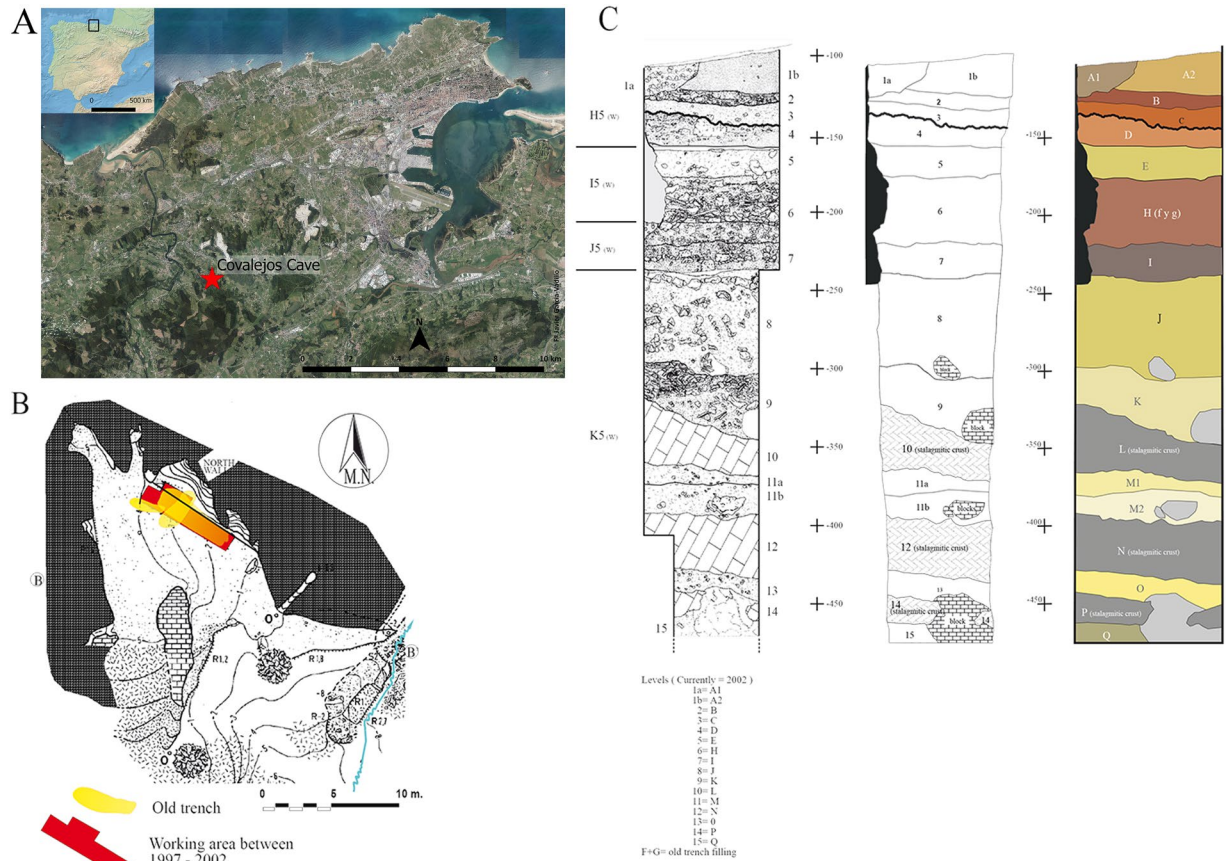 A
0 500 km
Covalejos Cave
N
0 2 4 6 8 10 km
B
NORTH
WALL
M.N.
B
B
R1,2
R1,8
0 5 10 m.
Old trench
Working area between
1997 - 2002
C
1a
1b
2
H5 (W)
3
4
5
I5 (W)
6
J5 (W)
7
8
9
K5 (W)
10
11a
11b
12
13
14
15
-100
-150
-200
-250
-300
-350
-400
-450
1a
1b
2
3
4
5
6
7
8
block
9
block
10 (stalagmitic crust)
11a
11b
blocks
12 (stalagmitic crust)
13
14
(stalagmitic crust)
block
14
15
-150
-200
-250
-300
-350
-400
-450
A1
A2
B
C
D
E
H (f y g)
I
J
K
L (stalagmitic crust)
M1
M2
N (stalagmitic crust)
O
P (stalagmitic crust)
Q
Levels ( Currently = 2002 )
1a= A1
1b= A2
2= B
3= C
4= D
5= E
6= H
7= I
8= J
9= K
10= L
11= M
12= N
13= 0
14= P
15= Q
F+G= old trench filling